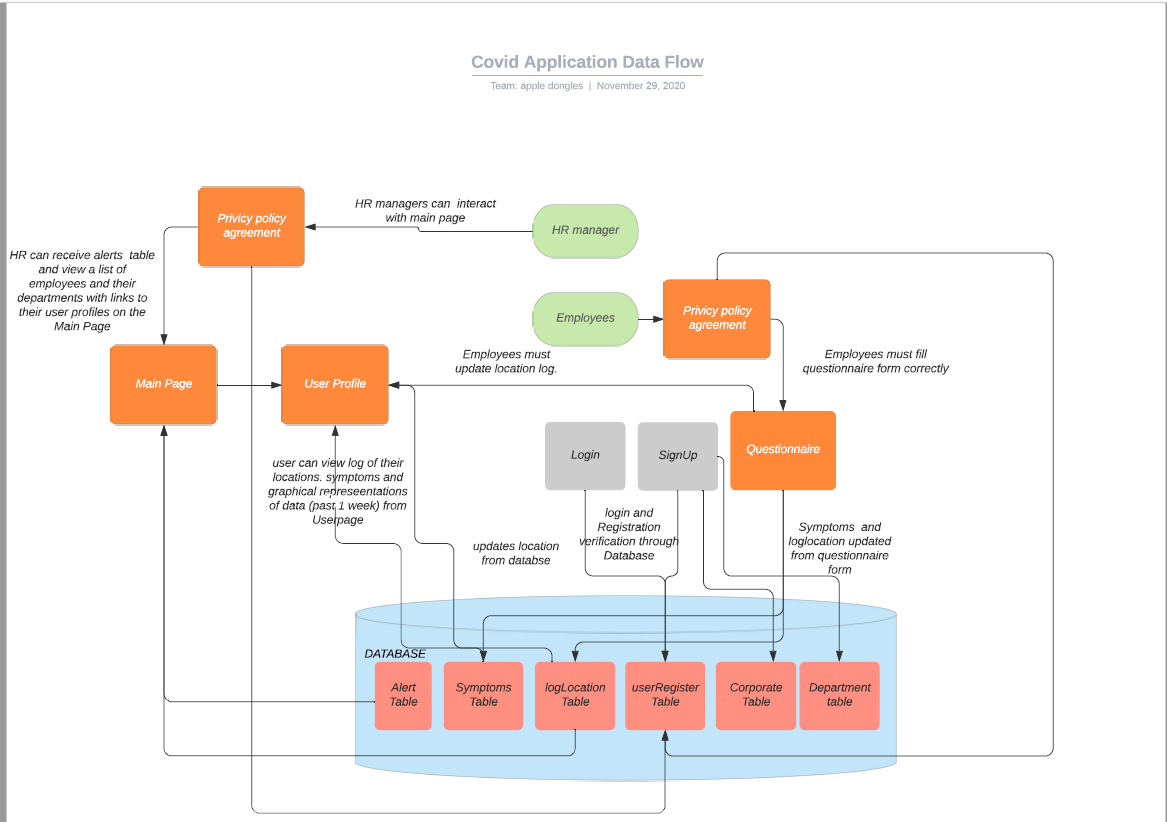 Covid Application Data Flow
Team: apple dongles | November 29, 2020
HR managers can interact
with main page
Privicy policy
agreement
HR manager
HR can receive alerts table
and view a list of
employees and their
departments with links to
their user profiles on the
Main Page
Employees
Privicy policy
agreement
Employees must
update location log.
Employees must fill
questionnaire form correctly
Main Page
User Profile
Login
SignUp
Questionnaire
user can view log of their
locations. symptoms and
graphical represeentations
of data (past 1 week) from
Userpage
login and
Registration
verification through
Database
updates location
from databse
Symptoms and
loglocation updated
from questionnaire
form
DATABASE
Alert
Table
Symptoms
Table
logLocation
Table
userRegister
Table
Corporate
Table
Department
table